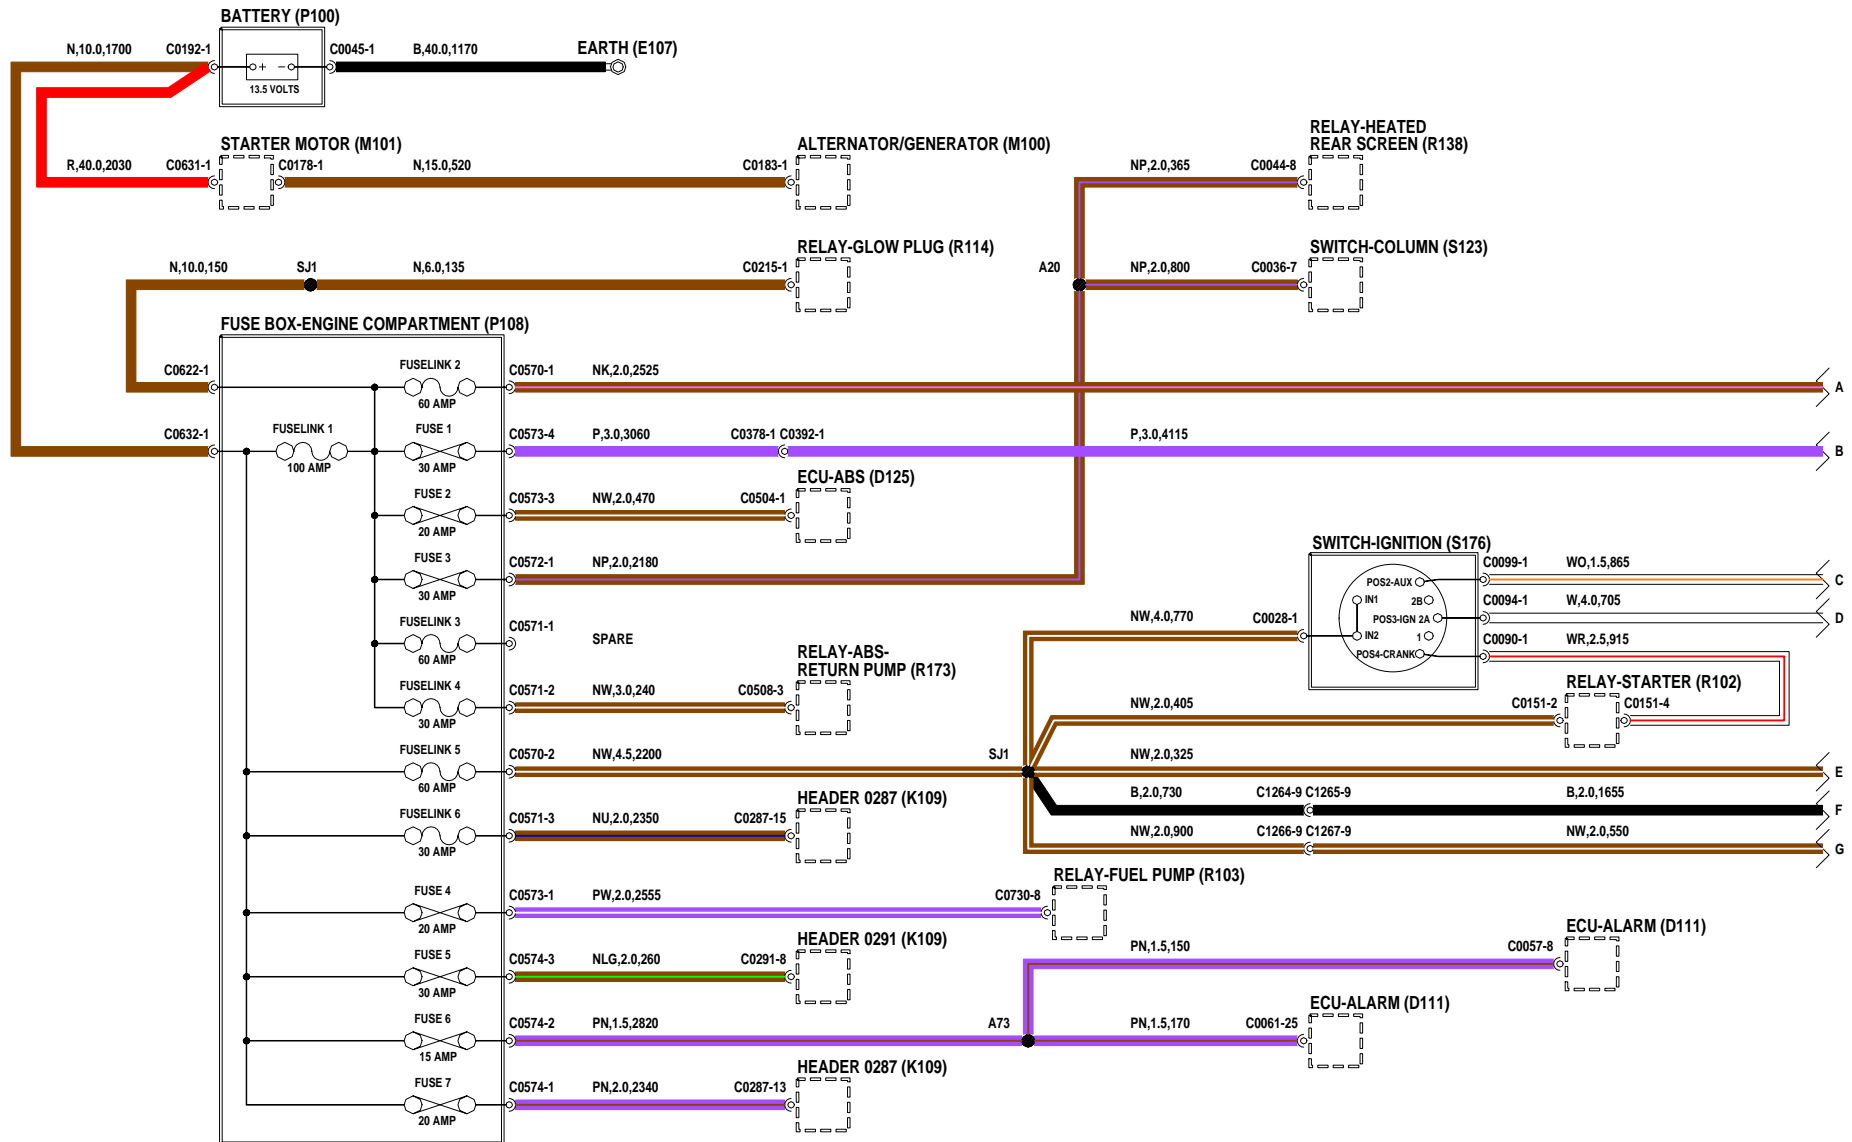 BATTERY (P100)
N,10.0,1700
C0192-1
C0045-1
B,40.0,1170
EARTH (E107)
+ −
13.5 VOLTS
STARTER MOTOR (M101)
ALTERNATOR/GENERATOR (M100)
RELAY-HEATED
REAR SCREEN (R138)
R,40.0,2030
C0631-1
C0178-1
N,15.0,520
C0183-1
NP,2.0,365
C0044-8
RELAY-GLOW PLUG (R114)
SWITCH-COLUMN (S123)
N,10.0,150
SJ1
N,6.0,135
C0215-1
A20
NP,2.0,800
C0036-7
FUSE BOX-ENGINE COMPARTMENT (P108)
C0622-1
FUSELINK 2
60 AMP
C0570-1
NK,2.0,2525
A
C0632-1
FUSELINK 1
100 AMP
FUSE 1
30 AMP
C0573-4
P,3.0,3060
C0378-1 C0392-1
P,3.0,4115
B
ECU-ABS (D125)
FUSE 2
20 AMP
C0573-3
NW,2.0,470
C0504-1
FUSE 3
30 AMP
C0572-1
NP,2.0,2180
SWITCH-IGNITION (S176)
POS2-AUX
IN1
2B
POS3-IGN 2A
IN2
1
POS4-CRANK
C0099-1
WO,1.5,865
C
C0094-1
W,4.0,705
D
C0090-1
WR,2.5,915
NW,4.0,770
C0028-1
FUSELINK 3
60 AMP
C0571-1
SPARE
RELAY-ABS-
RETURN PUMP (R173)
FUSELINK 4
30 AMP
C0571-2
NW,3.0,240
C0508-3
RELAY-STARTER (R102)
NW,2.0,405
C0151-2
C0151-4
FUSELINK 5
60 AMP
C0570-2
NW,4.5,2200
SJ1
NW,2.0,325
E
B,2.0,730
C1264-9 C1265-9
B,2.0,1655
F
HEADER 0287 (K109)
FUSELINK 6
30 AMP
C0571-3
NU,2.0,2350
C0287-15
NW,2.0,900
C1266-9 C1267-9
NW,2.0,550
G
RELAY-FUEL PUMP (R103)
FUSE 4
20 AMP
C0573-1
PW,2.0,2555
C0730-8
HEADER 0291 (K109)
ECU-ALARM (D111)
FUSE 5
30 AMP
C0574-3
NLG,2.0,260
C0291-8
PN,1.5,150
C0057-8
ECU-ALARM (D111)
FUSE 6
15 AMP
C0574-2
PN,1.5,2820
A73
PN,1.5,170
C0061-25
HEADER 0287 (K109)
FUSE 7
20 AMP
C0574-1
PN,2.0,2340
C0287-13